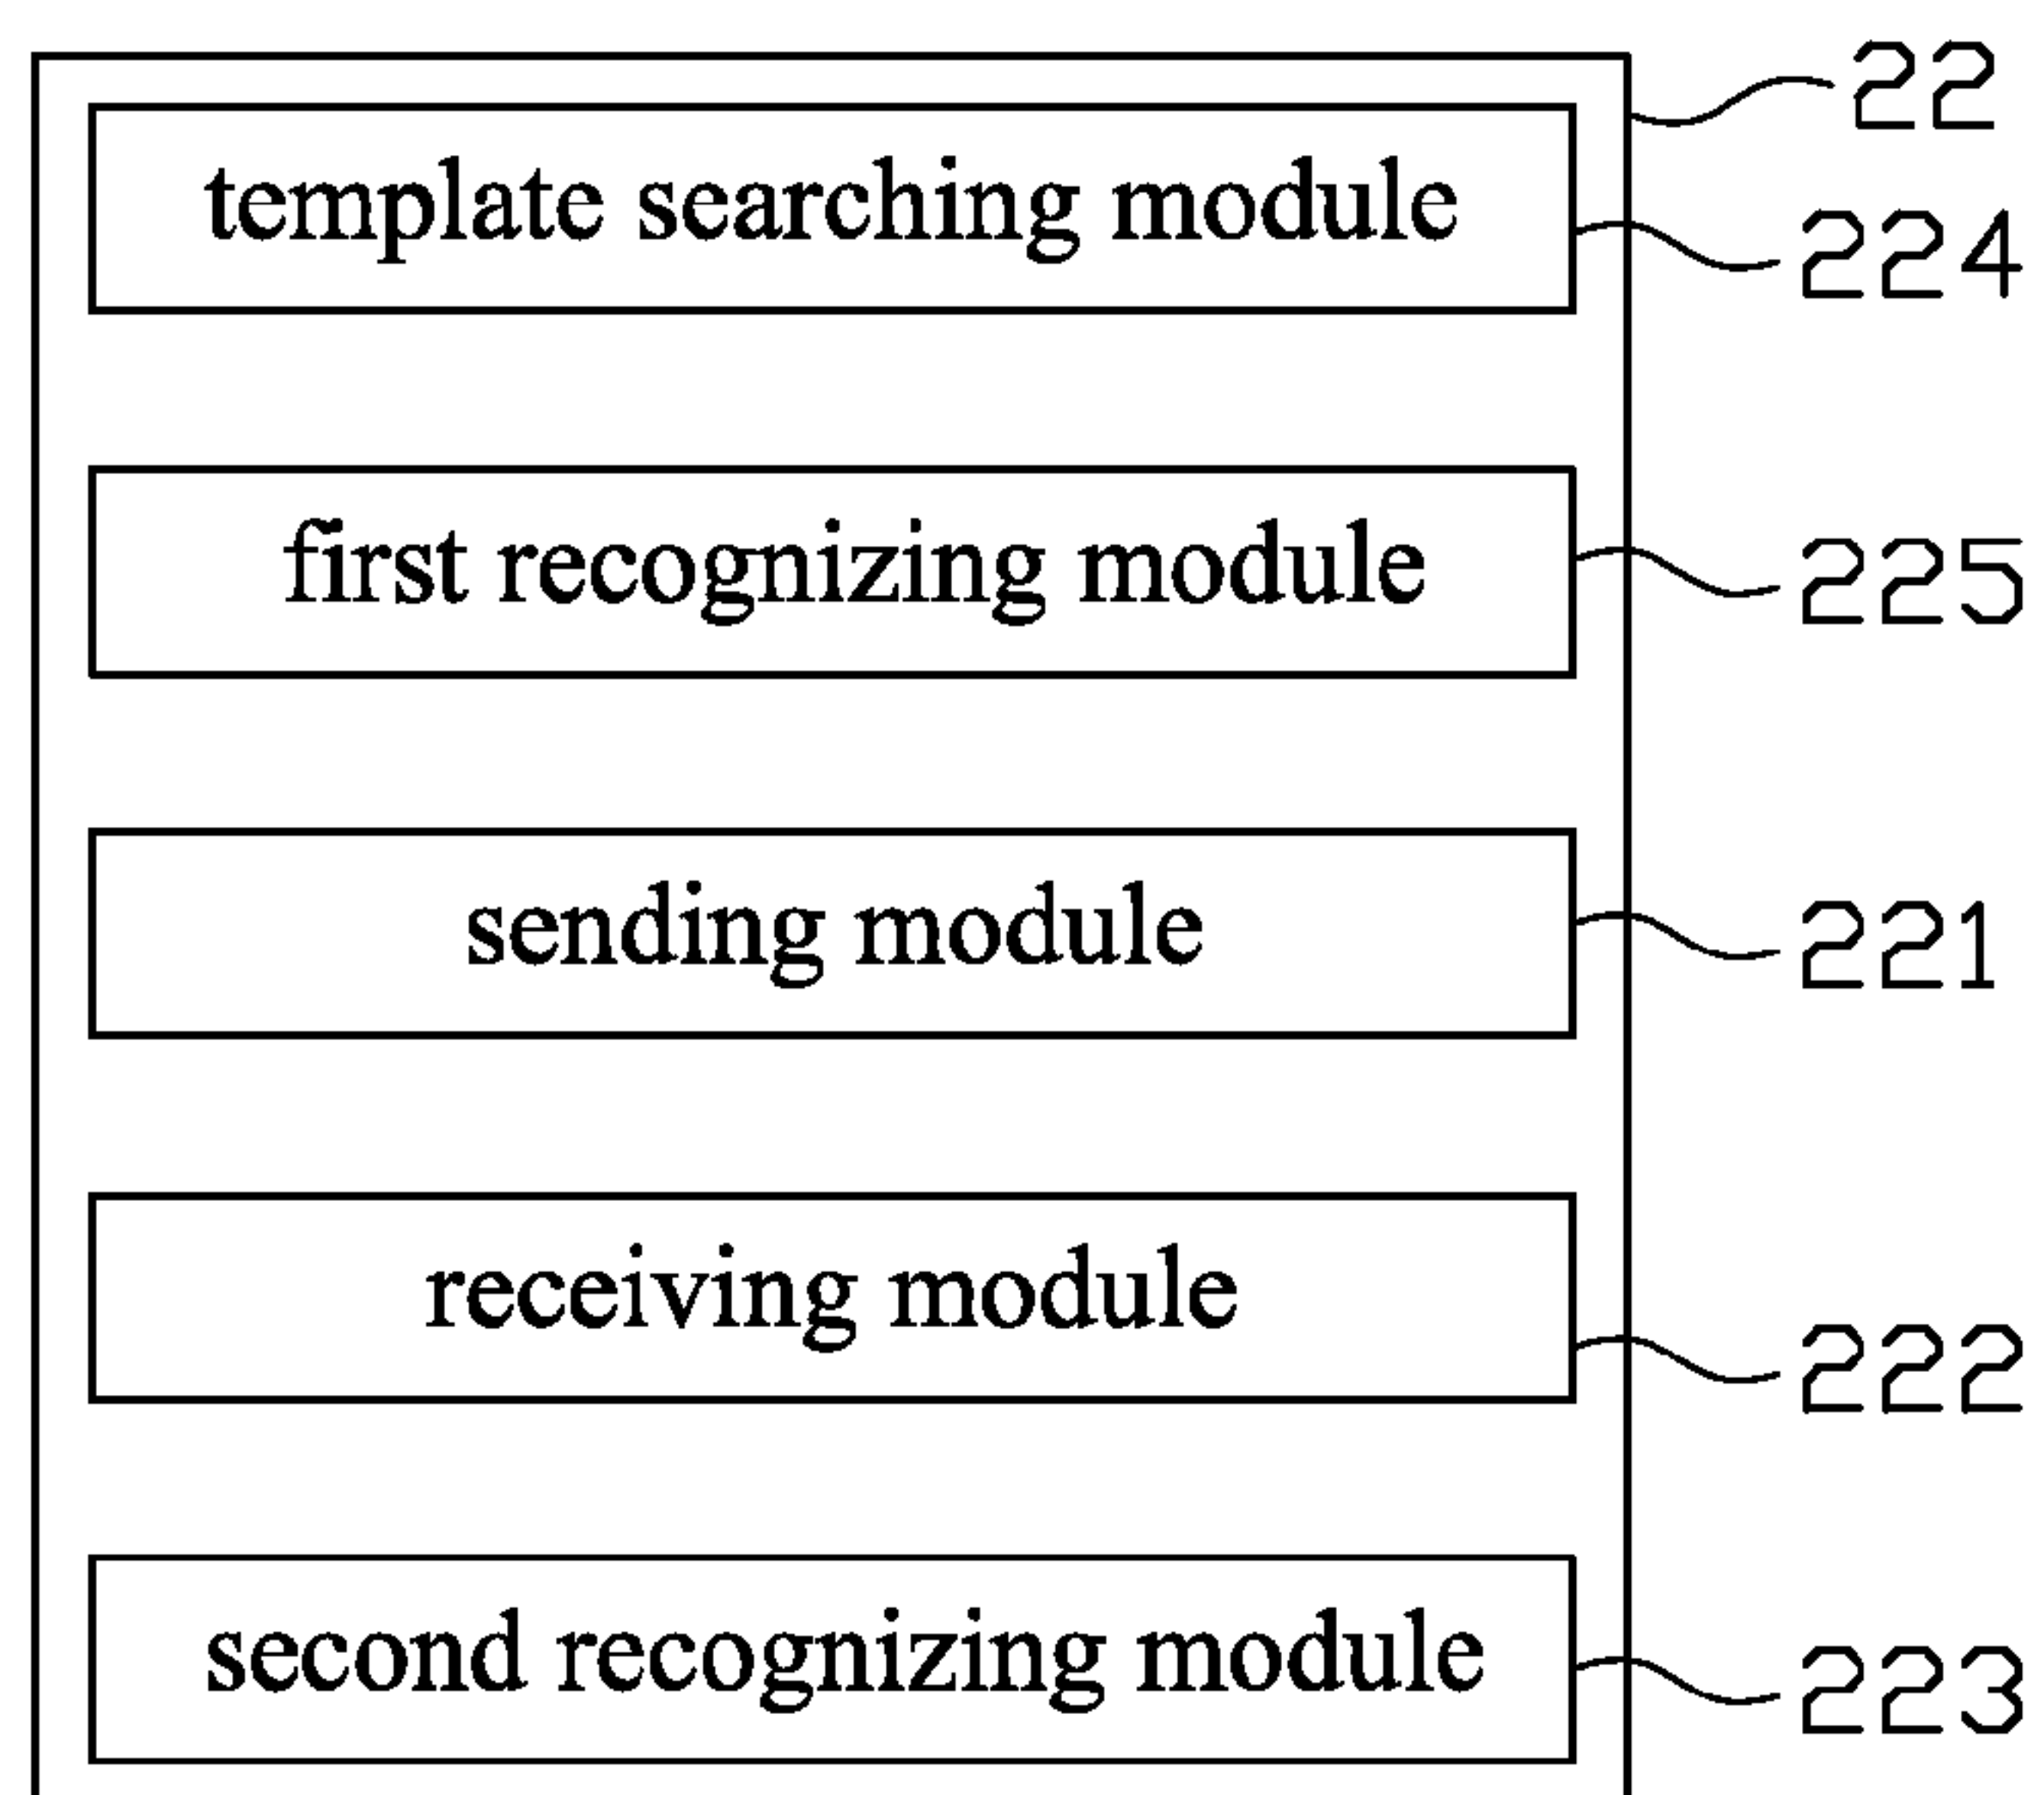 22
template searching module 224
first recognizing module 225
sending module 221
receiving module 222
second recognizing module 223